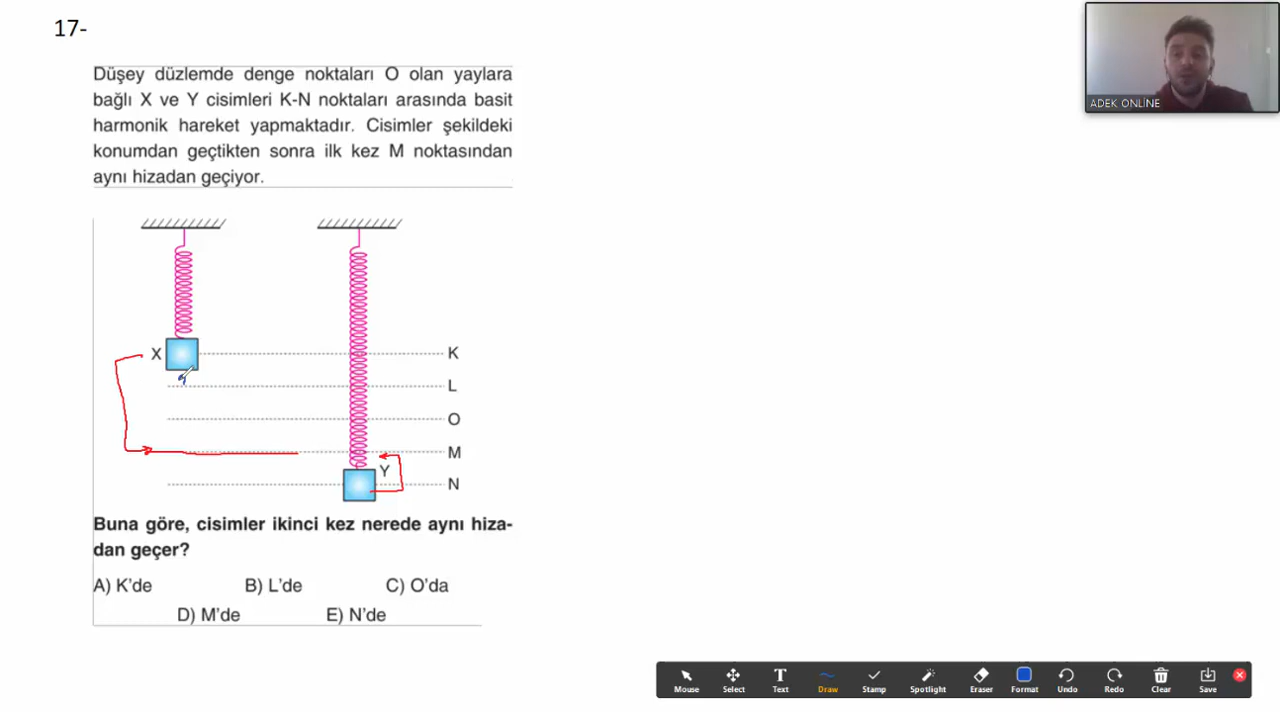 17-
ADEK ONLİNE
Düşey düzlemde denge noktaları O olan yaylara
bağlı X ve Y cisimleri K-N noktaları arasında basit
harmonik hareket yapmaktadır. Cisimler şekildeki
konumdan geçtikten sonra ilk kez M noktasından
aynı hizadan geçiyor.
X
K
L
O
M
Y
N
Buna göre, cisimler ikinci kez nerede aynı hiza-
dan geçer?
A) K'de B) L'de C) O'da
D) M'de E) N'de
Mouse Select Text Draw Stamp Spotlight Eraser Format Undo Redo Clear Save